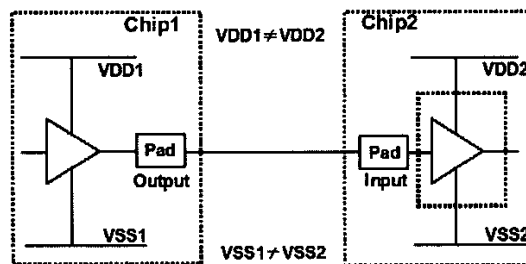 Chip1
VDD1≠VDD2
Chip2
VDD1
VDD2
Pad
Output
Pad
Input
VSS1
VSS2
VSS1≠VSS2